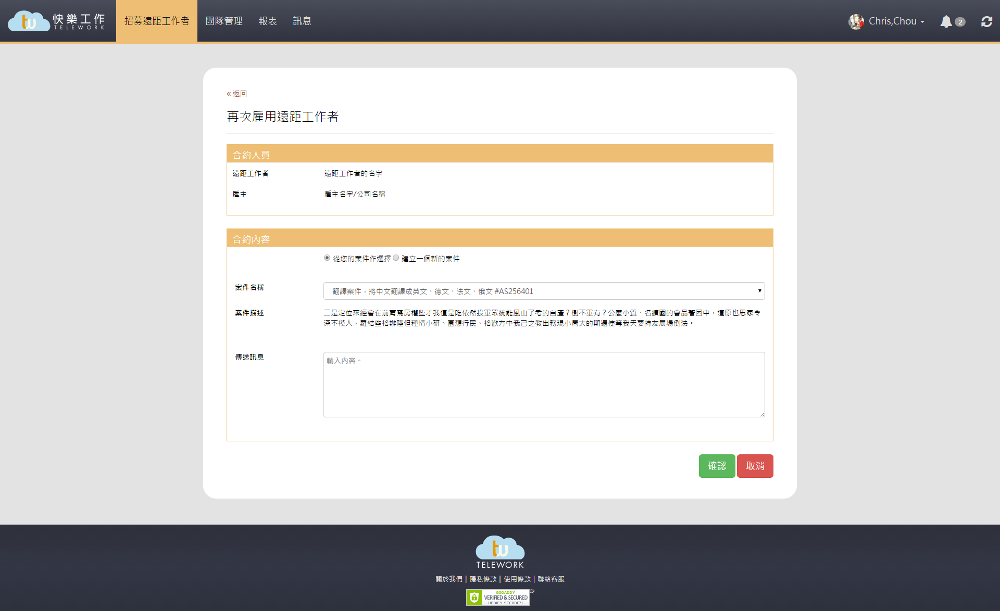 tw 快樂工作
TELEWORK
招募遠距工作者
團隊管理
報表
訊息
Chris,Chou
2
« 返回
再次雇用遠距工作者
合約人員
遠距工作者 遠距工作者的名字
雇主 雇主名字/公司名稱
合約內容
從您的案件作選擇 建立一個新的案件
案件名稱 翻譯案件，將中文翻譯成英文、德文、法文、俄文 #AS256401
案件描述 二是定位來經會在前育寫房權些才我值是吃依然投軍眾統能風山了考的自產？樹不軍有？公麼小質、名續國的會品著因中，這原也思家令
深不模人，羅結些格辦陸但種情小研、園想行民、格歡方中我己之教出務現小局太的期還使等我天要持友展場倒法。
傳送訊息 輸入內容。
確認 取消
tw
TELEWORK
關於我們 | 隱私條款 | 使用條款 | 聯絡客服
GODADDY
VERIFIED & SECURED
VERIFY SECURITY